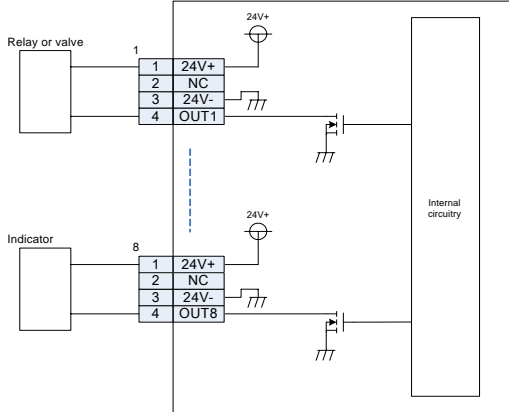 24V+
Relay or valve
1
1 24V+
2 NC
3 24V-
4 OUT1
Internal
circuitry
24V+
Indicator
8
1 24V+
2 NC
3 24V-
4 OUT8